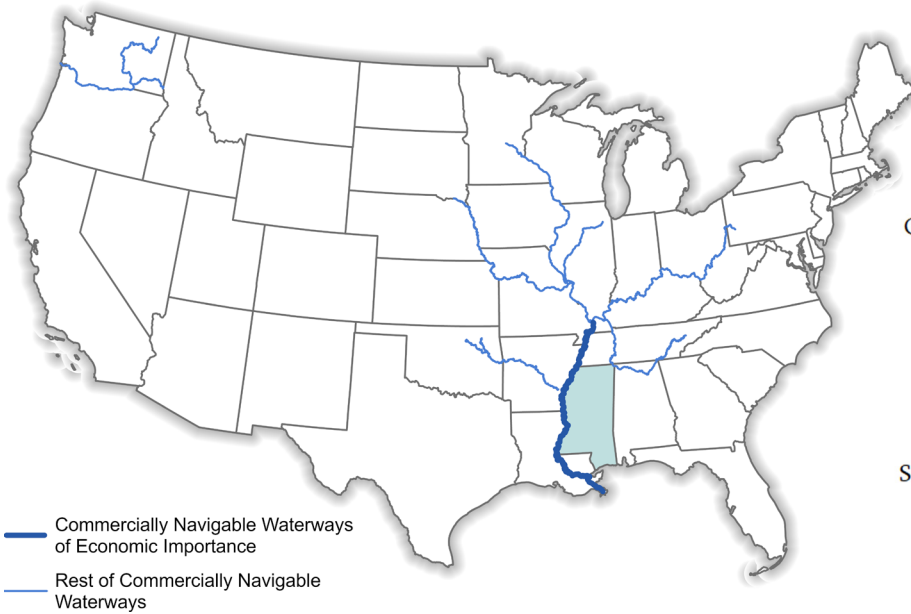 C
S
Commercially Navigable Waterways
of Economic Importance
Rest of Commercially Navigable
Waterways